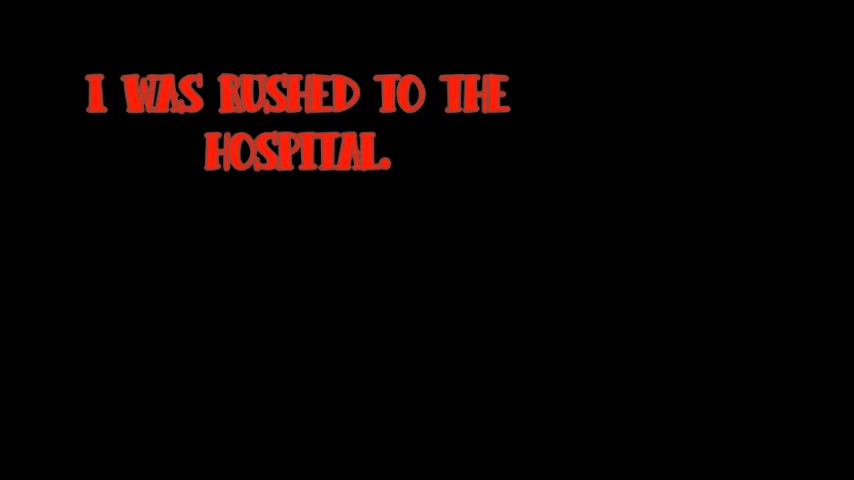 I WAS RUSHED TO THE
HOSPITAL.